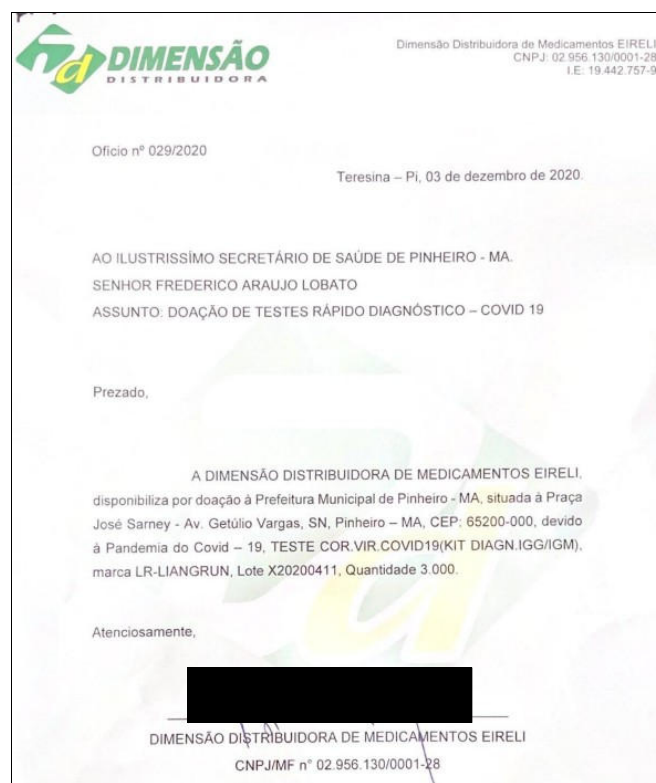 DIMENSÃO
DISTRIBUIDORA
Dimensão Distribuidora de Medicamentos EIRELI
CNPJ: 02.956.130/0001-28
I.E: 19.442.757-9
Ofício nº 029/2020
Teresina – Pi, 03 de dezembro de 2020.
AO ILUSTRISSÍMO SECRETÁRIO DE SAÚDE DE PINHEIRO - MA.
SENHOR FREDERICO ARAUJO LOBATO
ASSUNTO: DOAÇÃO DE TESTES RÁPIDO DIAGNÓSTICO – COVID 19
Prezado,
A DIMENSÃO DISTRIBUIDORA DE MEDICAMENTOS EIRELI,
disponibiliza por doação à Prefeitura Municipal de Pinheiro - MA, situada à Praça
José Sarney - Av. Getúlio Vargas, SN, Pinheiro – MA, CEP: 65200-000, devido
à Pandemia do Covid – 19, TESTE COR.VIR.COVID19(KIT DIAGN.IGG/IGM),
marca LR-LIANGRUN, Lote X20200411, Quantidade 3.000.
Atenciosamente,
DIMENSÃO DISTRIBUIDORA DE MEDICAMENTOS EIRELI
CNPJ/MF n° 02.956.130/0001-28